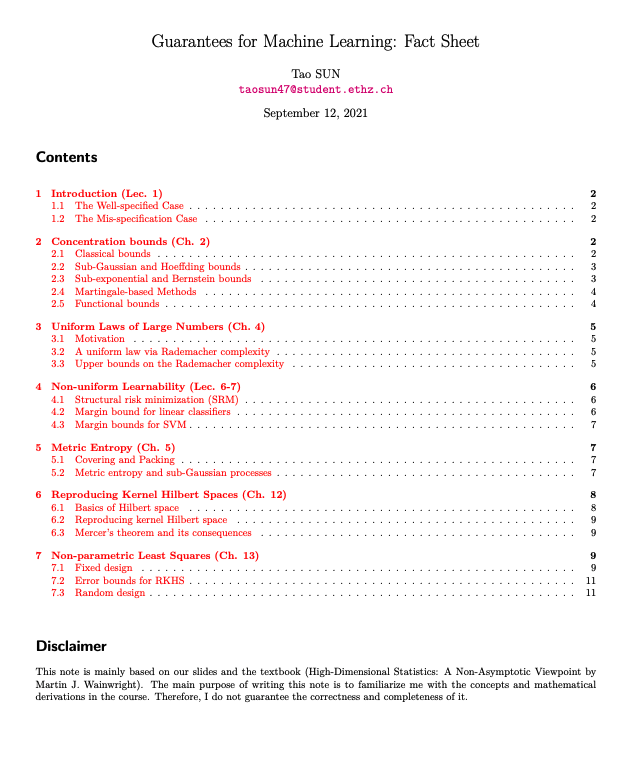 Guarantees for Machine Learning: Fact Sheet
Tao SUN
taosun47@student.ethz.ch
September 12, 2021
Contents
1 Introduction (Lec. 1) 2
1.1 The Well-specified Case . . . . . . . . . . . . . . . . . . . . 2
1.2 The Mis-specification Case . . . . . . . . . . . . . . . . . . . . 2
2 Concentration bounds (Ch. 2) 2
2.1 Classical bounds . . . . . . . . . . . . . . . . . . . . 2
2.2 Sub-Gaussian and Hoeffding bounds . . . . . . . . . . . . . . . . . . . . 3
2.3 Sub-exponential and Bernstein bounds . . . . . . . . . . . . . . . . . . . . 3
2.4 Martingale-based Methods . . . . . . . . . . . . . . . . . . . . 4
2.5 Functional bounds . . . . . . . . . . . . . . . . . . . . 4
3 Uniform Laws of Large Numbers (Ch. 4) 5
3.1 Motivation . . . . . . . . . . . . . . . . . . . . 5
3.2 A uniform law via Rademacher complexity . . . . . . . . . . . . . . . . . . . . 5
3.3 Upper bounds on the Rademacher complexity . . . . . . . . . . . . . . . . . . . . 5
4 Non-uniform Learnability (Lec. 6-7) 6
4.1 Structural risk minimization (SRM) . . . . . . . . . . . . . . . . . . . . 6
4.2 Margin bound for linear classifiers . . . . . . . . . . . . . . . . . . . . 6
4.3 Margin bounds for SVM . . . . . . . . . . . . . . . . . . . . 7
5 Metric Entropy (Ch. 5) 7
5.1 Covering and Packing . . . . . . . . . . . . . . . . . . . . 7
5.2 Metric entropy and sub-Gaussian processes . . . . . . . . . . . . . . . . . . . . 7
6 Reproducing Kernel Hilbert Spaces (Ch. 12) 8
6.1 Basics of Hilbert space . . . . . . . . . . . . . . . . . . . . 8
6.2 Reproducing kernel Hilbert space . . . . . . . . . . . . . . . . . . . . 9
6.3 Mercer's theorem and its consequences . . . . . . . . . . . . . . . . . . . . 9
7 Non-parametric Least Squares (Ch. 13) 9
7.1 Fixed design . . . . . . . . . . . . . . . . . . . . 9
7.2 Error bounds for RKHS . . . . . . . . . . . . . . . . . . . . 11
7.3 Random design . . . . . . . . . . . . . . . . . . . . 11
Disclaimer
This note is mainly based on our slides and the textbook (High-Dimensional Statistics: A Non-Asymptotic Viewpoint by
Martin J. Wainwright). The main purpose of writing this note is to familiarize me with the concepts and mathematical
derivations in the course. Therefore, I do not guarantee the correctness and completeness of it.